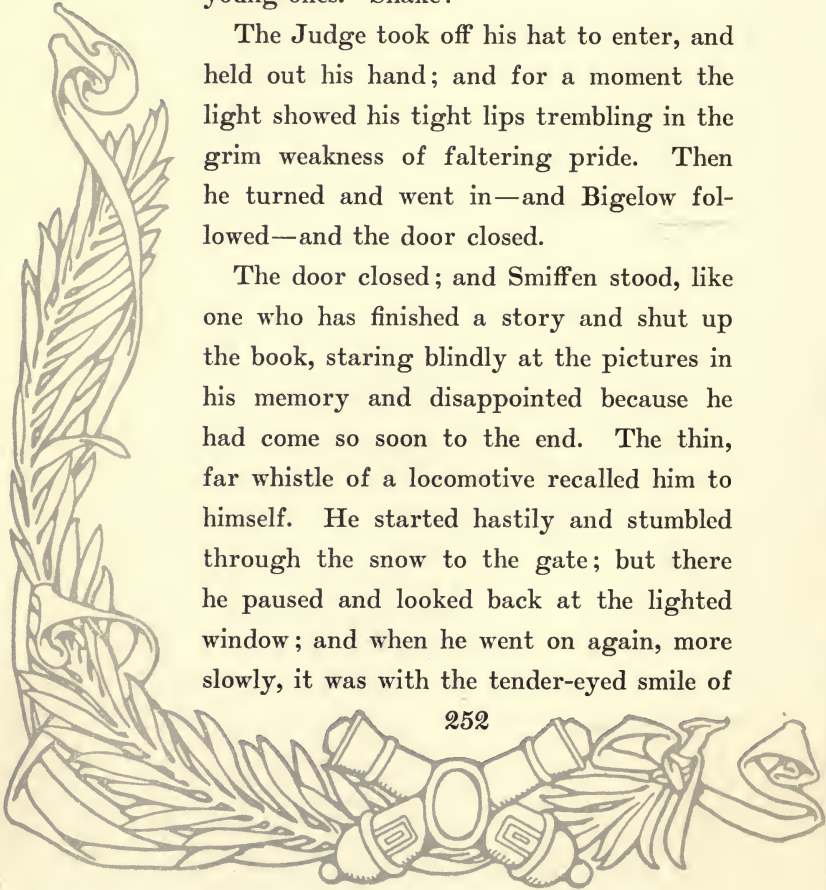 young ones. Shake!
The Judge took off his hat to enter, and
held out his hand; and for a moment the
light showed his tight lips trembling in the
grim weakness of faltering pride. Then
he turned and went in—and Bigelow fol-
lowed—and the door closed.
The door closed; and Smiffen stood, like
one who has finished a story and shut up
the book, staring blindly at the pictures in
his memory and disappointed because he
had come so soon to the end. The thin,
far whistle of a locomotive recalled him to
himself. He started hastily and stumbled
through the snow to the gate; but there
he paused and looked back at the lighted
window; and when he went on again, more
slowly, it was with the tender-eyed smile of
252